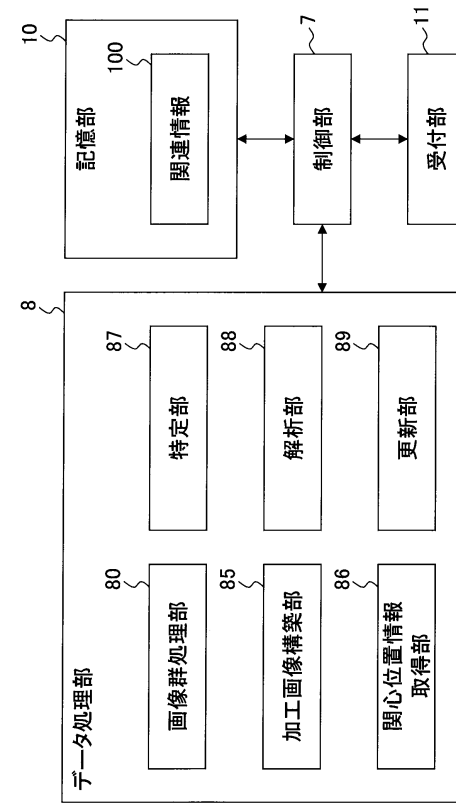 8
データ処理部
80
画像群処理部
85
加工画像構築部
86
関心位置情報
取得部
87
特定部
88
解析部
89
更新部
10
記憶部
100
関連情報
7
制御部
11
受付部